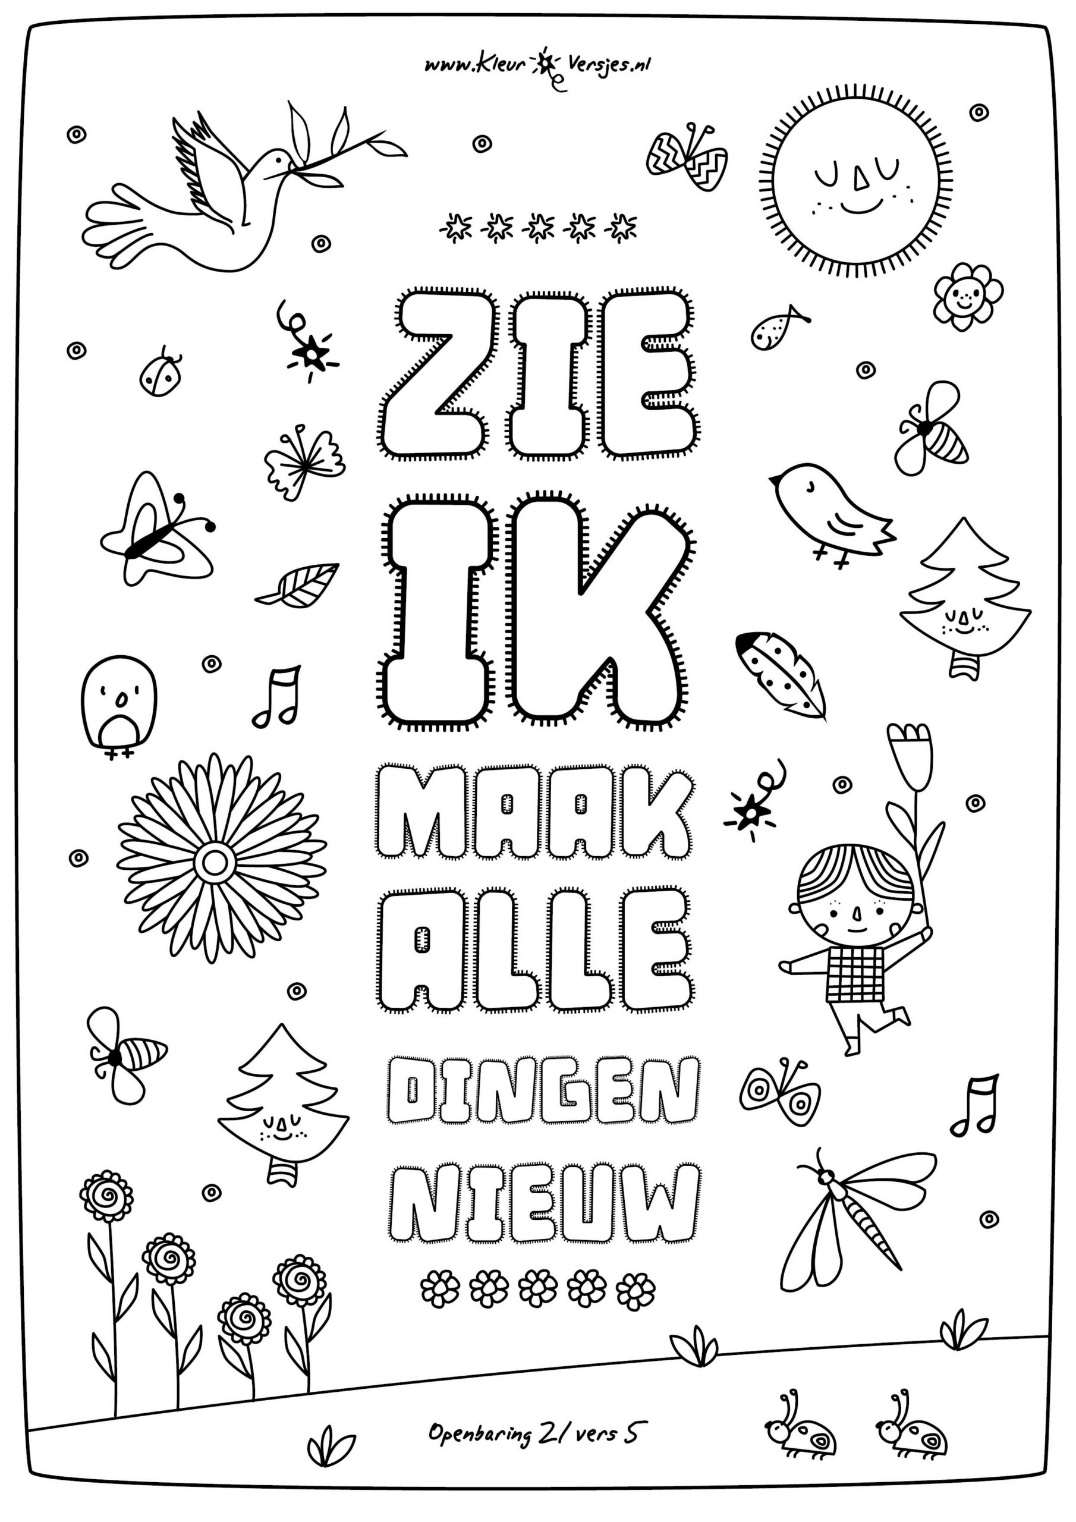 www.Kleur Versjes.nl
ZIE
IK
MAAK
ALLE
DINGEN
NIEUW
Openbaring 21 vers 5